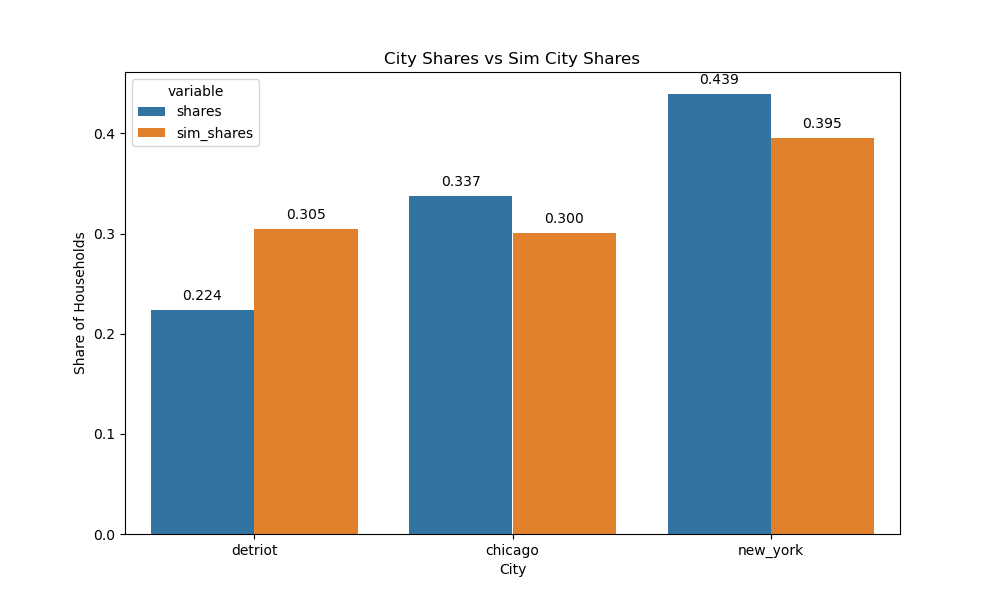 City Shares vs Sim City Shares
variable
shares
sim_shares
0.224
0.305
0.337
0.300
0.439
0.395
Share of Households
0.4
0.3
0.2
0.1
0.0
detriot
chicago
new_york
City